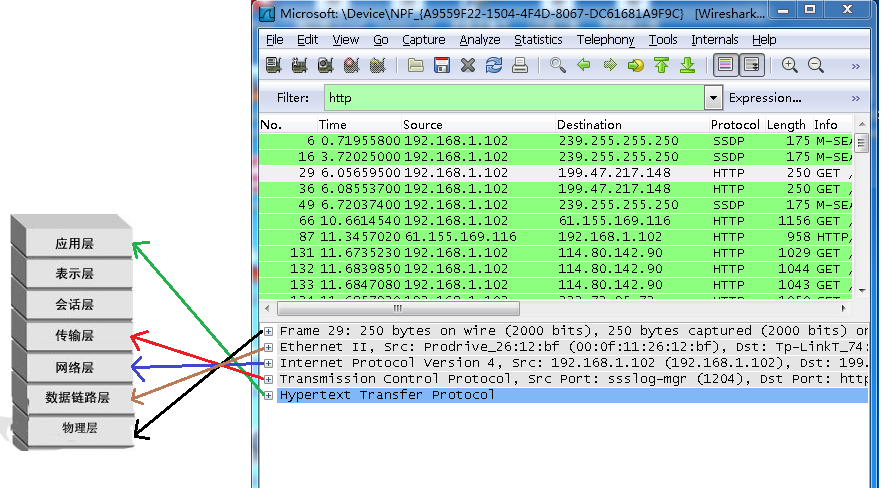 Microsoft: \Device\NPF_{A9559F22-1504-4F4D-8067-DC61681A9F9C} [Wireshark...
File Edit View Go Capture Analyze Statistics Telephony Tools Internals Help
Filter: http Expression...
No. Time Source Destination Protocol Length Info
6 0.71955800 192.168.1.102 239.255.255.250 SSDP 175 M-SEA
16 3.72025000 192.168.1.102 239.255.255.250 SSDP 175 M-SEA
29 6.05659500 192.168.1.102 199.47.217.148 HTTP 250 GET /
36 6.08553700 192.168.1.102 199.47.217.148 HTTP 250 GET /
49 6.72037400 192.168.1.102 239.255.255.250 SSDP 175 M-SEA
66 10.6614540 192.168.1.102 61.155.169.116 HTTP 1156 GET /
87 11.3457020 61.155.169.116 192.168.1.102 HTTP 958 HTTP/
131 11.6735230 192.168.1.102 114.80.142.90 HTTP 1029 GET /
132 11.6839850 192.168.1.102 114.80.142.90 HTTP 1044 GET /
133 11.6847080 192.168.1.102 114.80.142.90 HTTP 1043 GET /
应用层
表示层
会话层
传输层
网络层
数据链路层
物理层
Frame 29: 250 bytes on wire (2000 bits), 250 bytes captured (2000 bits) on
Ethernet II, Src: Prodrive_26:12:bf (00:0f:11:26:12:bf), Dst: Tp-LinkT_74:
Internet Protocol Version 4, Src: 192.168.1.102 (192.168.1.102), Dst: 199.
Transmission Control Protocol, Src Port: ssslog-mgr (1204), Dst Port: http
Hypertext Transfer Protocol